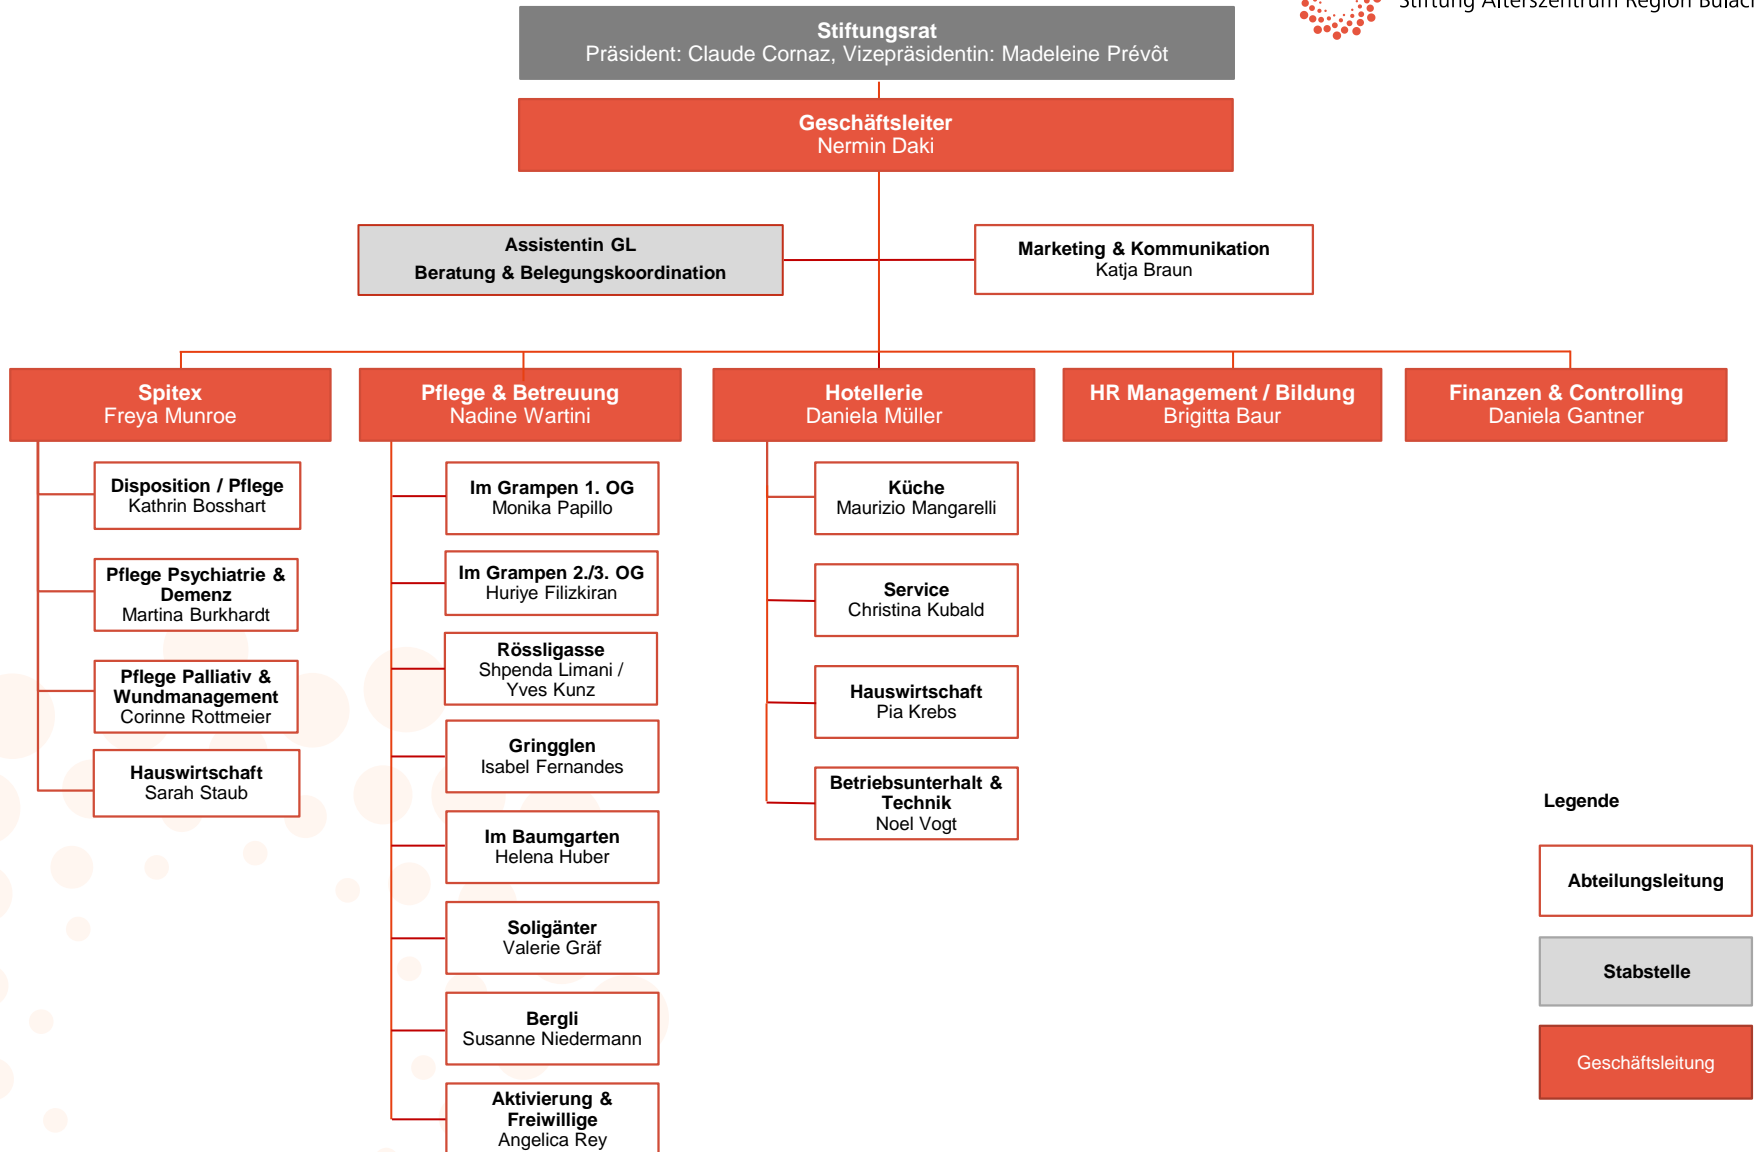 Stiftung Alterszentrum Region Bülach
Stiftungsrat
Präsident: Claude Cornaz, Vizepräsidentin: Madeleine Prévôt
Geschäftsleiter
Nermin Daki
Assistentin GL
Beratung & Belegungskoordination
Marketing & Kommunikation
Katja Braun
Spitex
Freya Munroe
Pflege & Betreuung
Nadine Wartini
Hotellerie
Daniela Müller
HR Management / Bildung
Brigitta Baur
Finanzen & Controlling
Daniela Gantner
Disposition / Pflege
Kathrin Bosshart
Pflege Psychiatrie &
Demenz
Martina Burkhardt
Pflege Palliativ &
Wundmanagement
Corinne Rottmeier
Hauswirtschaft
Sarah Staub
Im Grampen 1. OG
Monika Papillo
Im Grampen 2./3. OG
Huriye Filizkiran
Rössligasse
Shpenda Limani /
Yves Kunz
Gringglen
Isabel Fernandes
Im Baumgarten
Helena Huber
Soligänter
Valerie Gräf
Bergli
Susanne Niedermann
Aktivierung &
Freiwillige
Angelica Rey
Küche
Maurizio Mangarelli
Service
Christina Kubald
Hauswirtschaft
Pia Krebs
Betriebsunterhalt &
Technik
Noel Vogt
Legende
Abteilungsleitung
Stabstelle
Geschäftsleitung